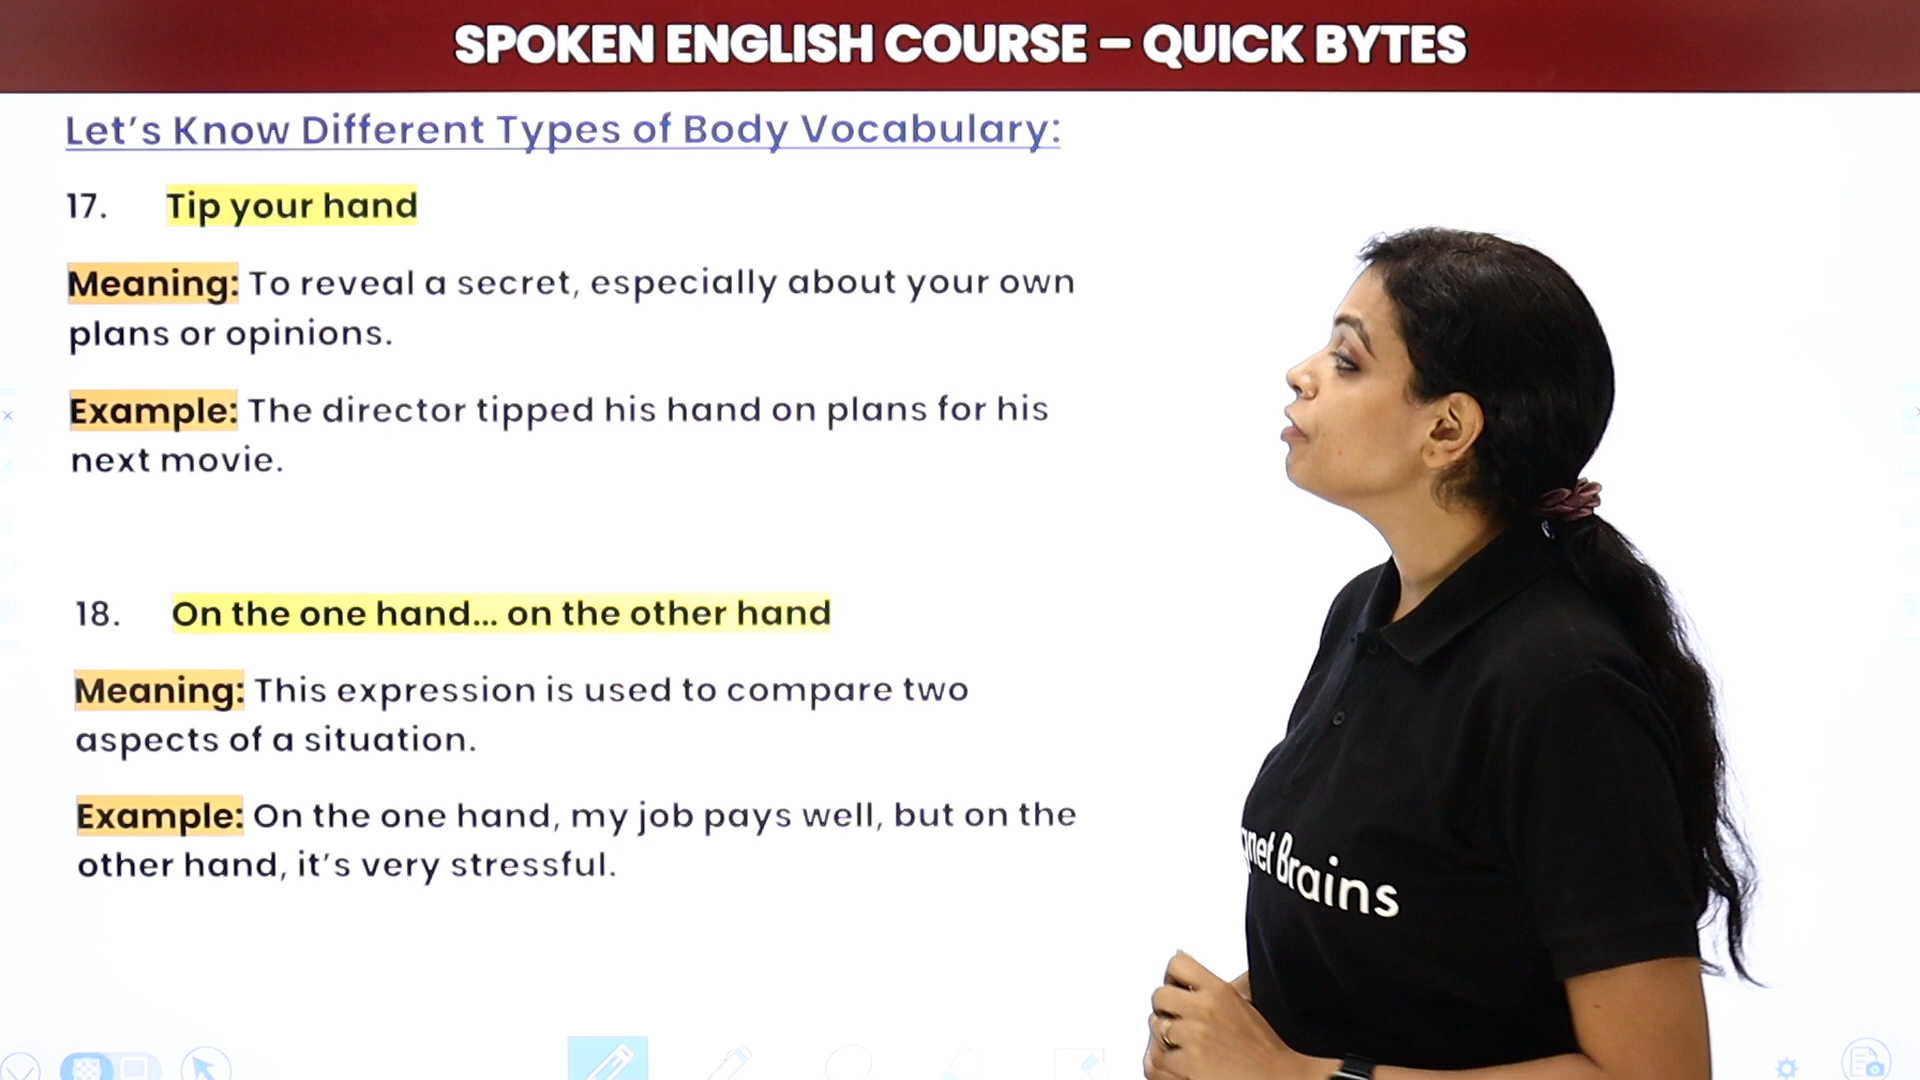 SPOKEN ENGLISH COURSE – QUICK BYTES
Let's Know Different Types of Body Vocabulary:
17. Tip your hand
Meaning: To reveal a secret, especially about your own
plans or opinions.
Example: The director tipped his hand on plans for his
next movie.
18. On the one hand... on the other hand
Meaning: This expression is used to compare two
aspects of a situation.
Example: On the one hand, my job pays well, but on the
other hand, it's very stressful.
Brains